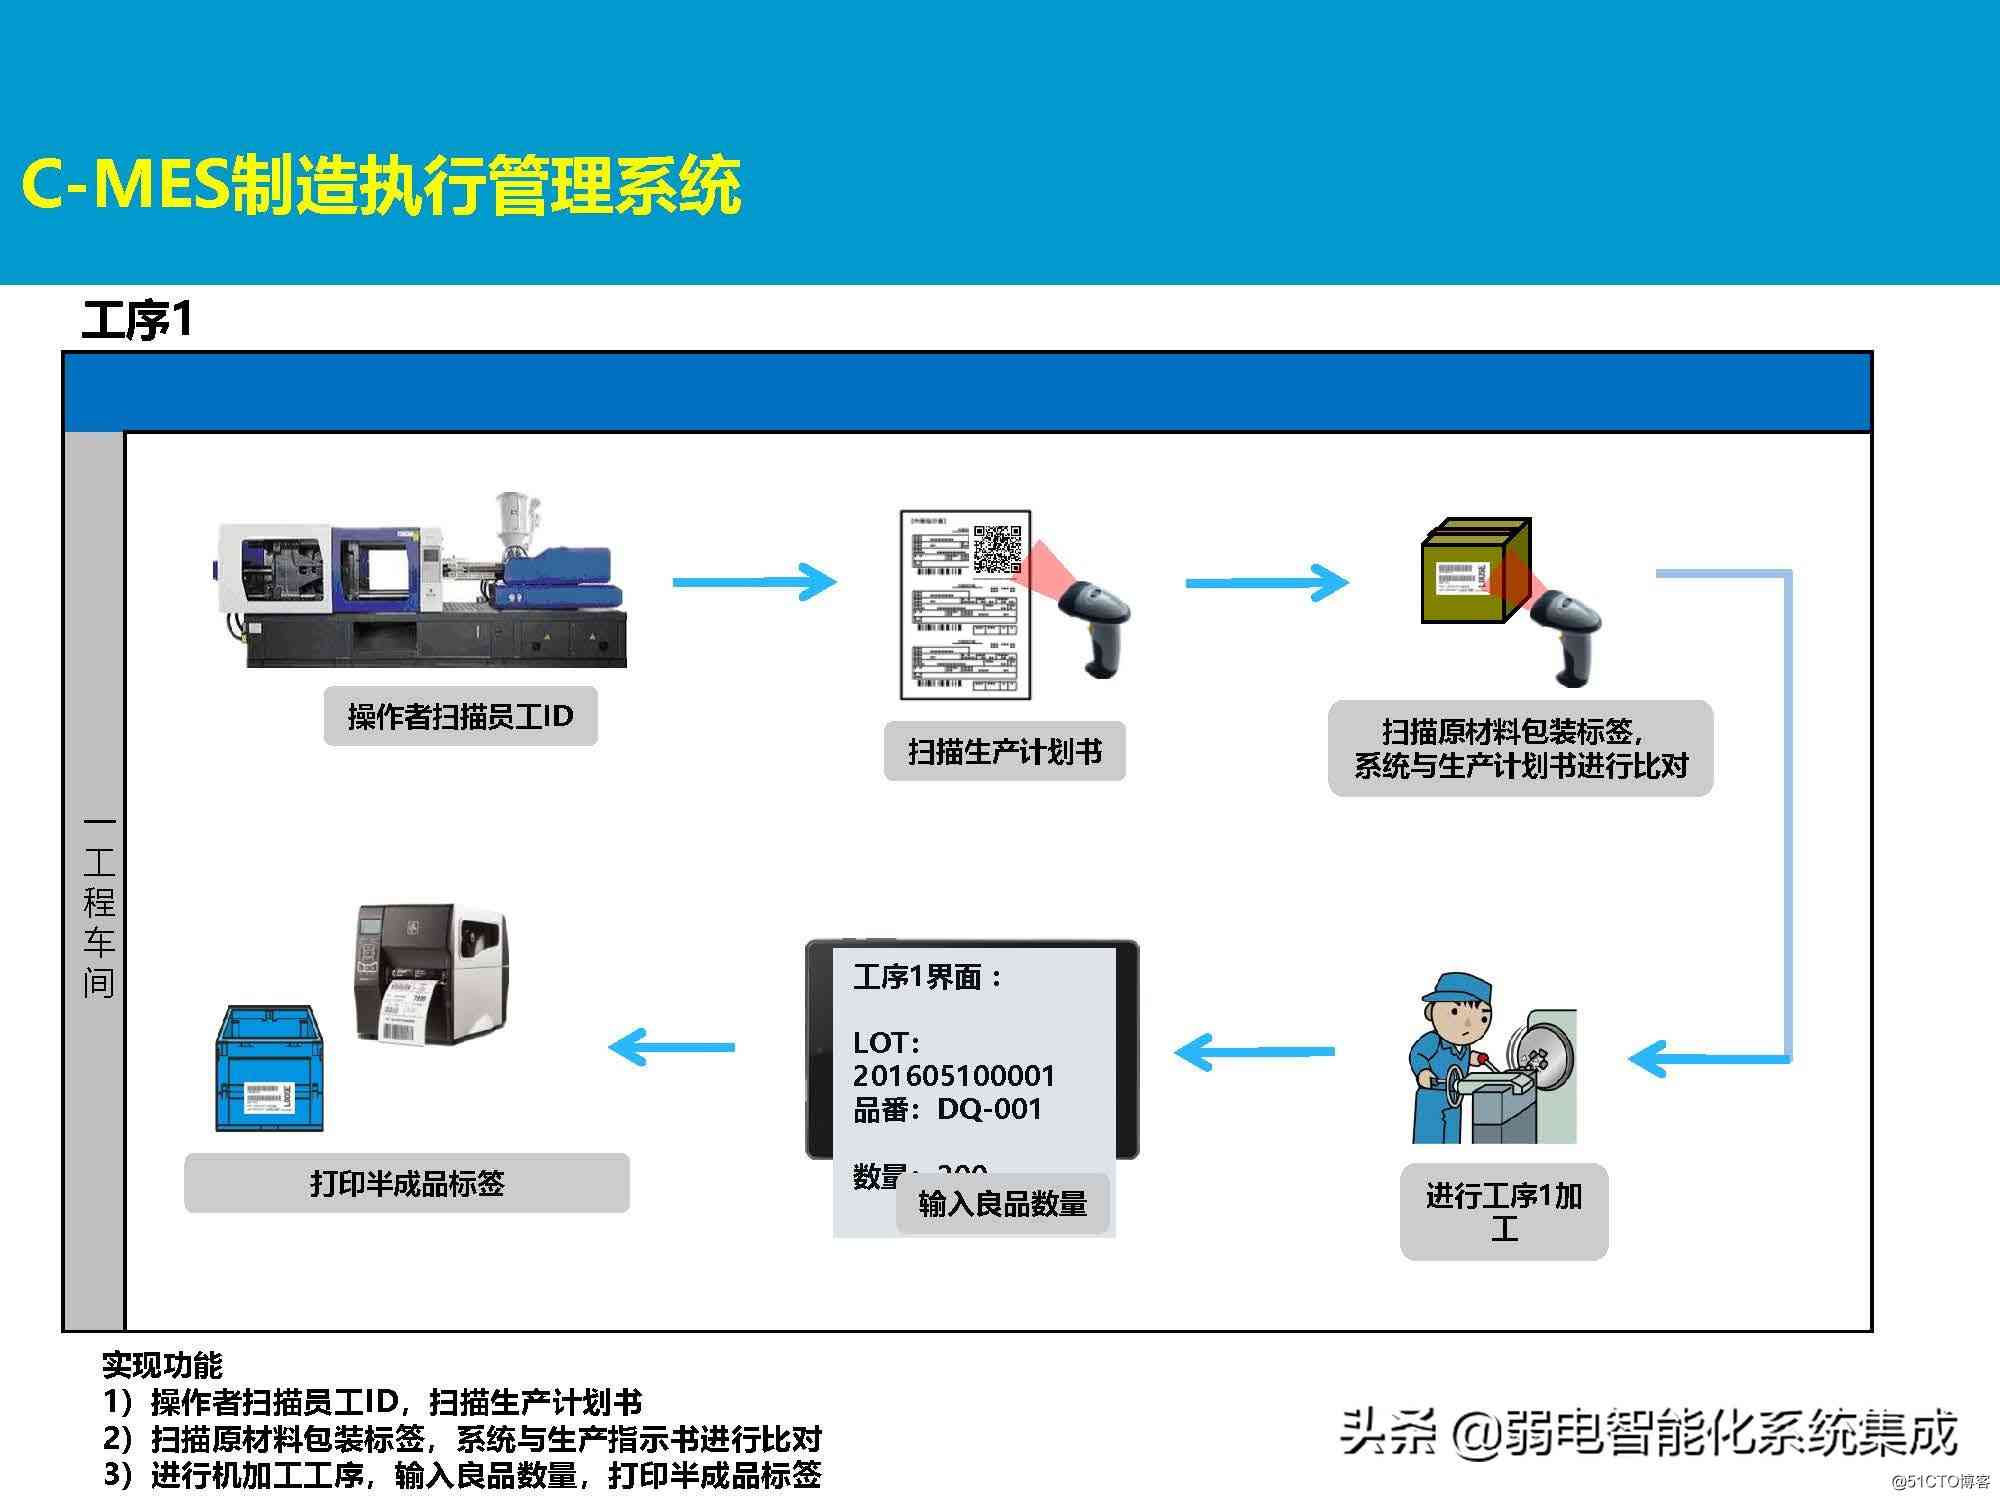 C-MES制造执行管理系统
工序1
一工程车间
操作者扫描员工ID
扫描生产计划书
扫描原材料包装标签，
系统与生产计划书进行比对
LOOSE
工序1界面：
LOT:
201605100001
品番：DQ-001
数量：200
输入良品数量
进行工序1加
工
打印半成品标签
LOOSE
实现功能
1）操作者扫描员工ID，扫描生产计划书
2）扫描原材料包装标签，系统与生产指示书进行比对
3）进行机加工工序，输入良品数量，打印半成品标签
头条 @弱电智能化系统集成
@51CTO博客